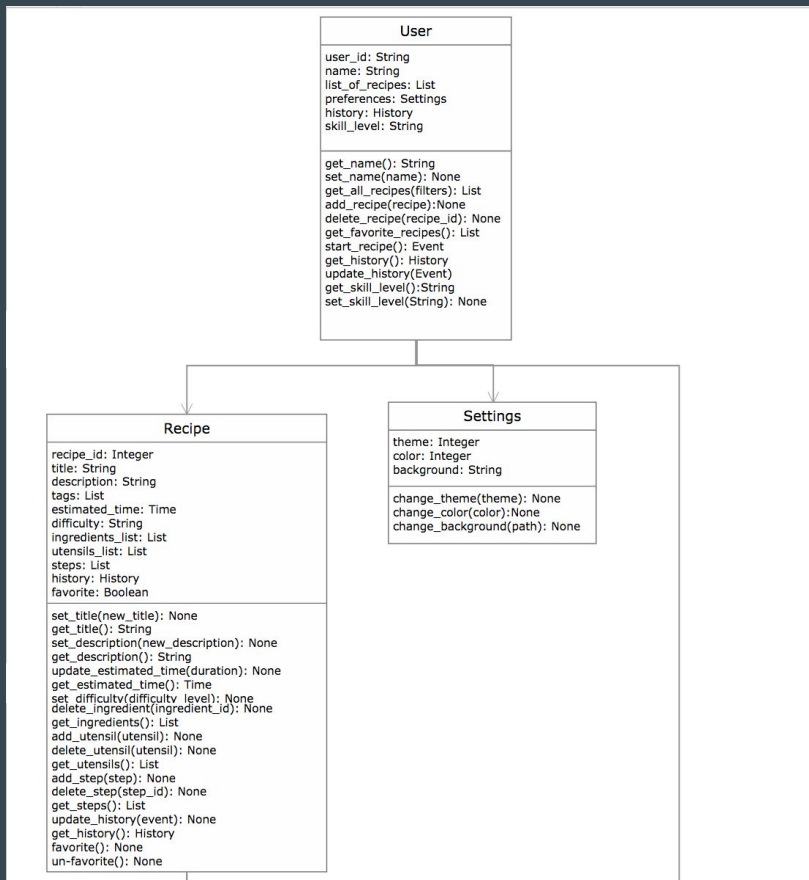 User
user_id: String
name: String
list_of_recipes: List
preferences: Settings
history: History
skill_level: String
get_name(): String
set_name(name): None
get_all_recipes(filters): List
add_recipe(recipe):None
delete_recipe(recipe_id): None
get_favorite_recipes(): List
start_recipe(): Event
get_history(): History
update_history(Event)
get_skill_level():String
set_skill_level(String): None
Recipe
recipe_id: Integer
title: String
description: String
tags: List
estimated_time: Time
difficulty: String
ingredients_list: List
utensils_list: List
steps: List
history: History
favorite: Boolean
set_title(new_title): None
get_title(): String
set_description(new_description): None
get_description(): String
update_estimated_time(duration): None
get_estimated_time(): Time
set_difficulty(difficulty_level): None
delete_ingredient(ingredient_id): None
get_ingredients(): List
add_utensil(utensil): None
delete_utensil(utensil): None
get_utensils(): List
add_step(step): None
delete_step(step_id): None
get_steps(): List
update_history(event): None
get_history(): History
favorite(): None
un-favorite(): None
Settings
theme: Integer
color: Integer
background: String
change_theme(theme): None
change_color(color):None
change_background(path): None